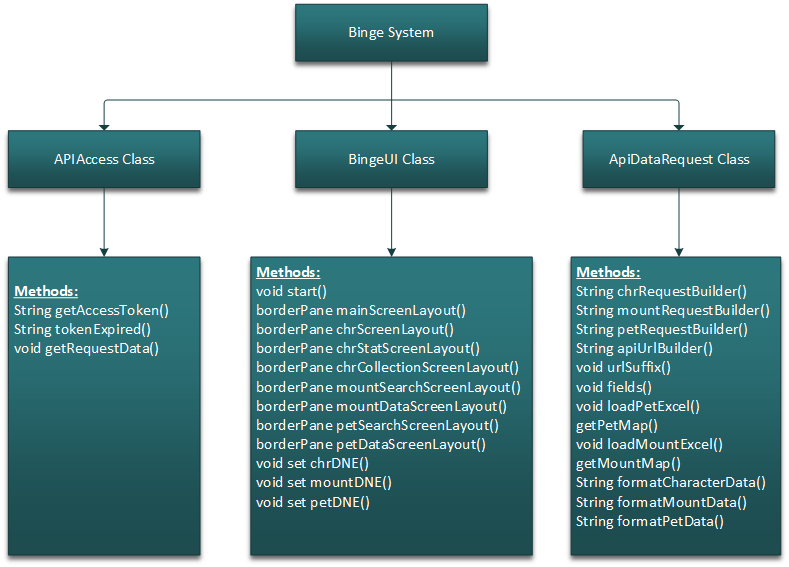 Binge System
APIAccess Class
BingeUI Class
ApiDataRequest Class
Methods:
String getAccessToken()
String tokenExpired()
void getRequestData()
Methods:
void start()
borderPane mainScreenLayout()
borderPane chrScreenLayout()
borderPane chrStatScreenLayout()
borderPane chrCollectionScreenLayout()
borderPane mountSearchScreenLayout()
borderPane mountDataScreenLayout()
borderPane petSearchScreenLayout()
borderPane petDataScreenLayout()
void set chrDNE()
void set mountDNE()
void set petDNE()
Methods:
String chrRequestBuilder()
String mountRequestBuilder()
String petRequestBuilder()
String apiUrlBuilder()
void urlSuffix()
void fields()
void loadPetExcel()
getPetMap()
void loadMountExcel()
getMountMap()
String formatCharacterData()
String formatMountData()
String formatPetData()